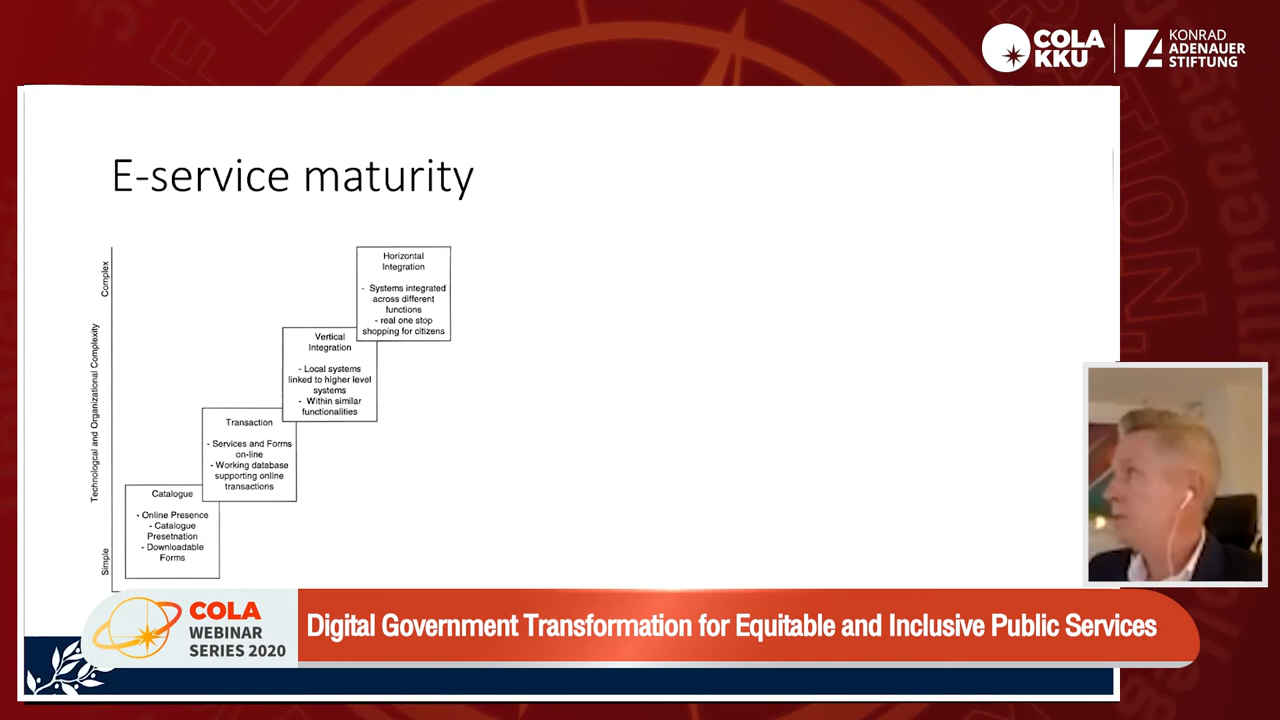 COLA
KKU
KONRAD
ADENAUER
STIFTUNG
E-service maturity
Complex
Technologcal and Organizational Complexity
Simple
Horizontal
Integration
- Systems integrated
across different
functions
- real one stop
shopping for citizens
Vertical
Integration
- Local systems
linked to higher level
systems
- Within similar
functionalities
Transaction
- Services and Forms
on-line
- Working database
supporting online
transactions
Catalogue
- Online Presence
- Catalogue
Presetnation
- Downloadable
Forms
COLA
WEBINAR
SERIES 2020
Digital Government Transformation for Equitable and Inclusive Public Services